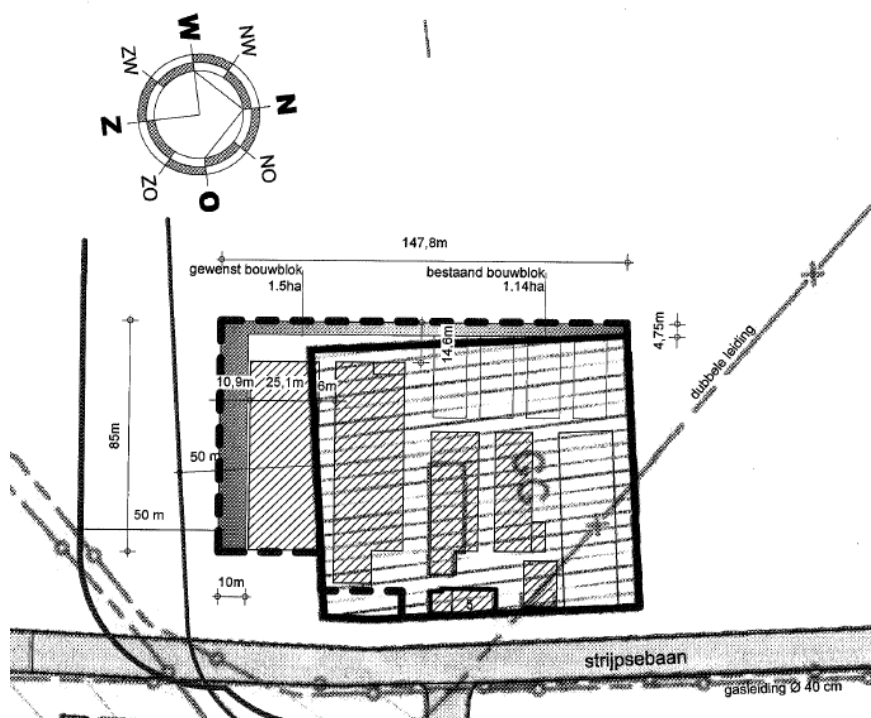 W
ZW
NW
Z
N
ZO
NO
O
147,8m
gewenst bouwblok
1.5ha
bestaand bouwblok
1.14ha
4,75m
14,6m
dubbele leiding
10,9m
25,1m
6m
85m
50 m
50 m
10m
5
strijpsebaan
gasleiding Ø 40 cm